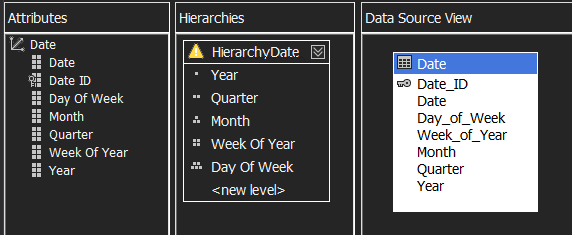 Attributes
Date
Date
Date ID
Day Of Week
Month
Quarter
Week Of Year
Year
Hierarchies
HierarchyDate
Year
Quarter
Month
Week Of Year
Day Of Week
<new level>
Data Source View
Date
Date_ID
Date
Day_of_Week
Week_of_Year
Month
Quarter
Year